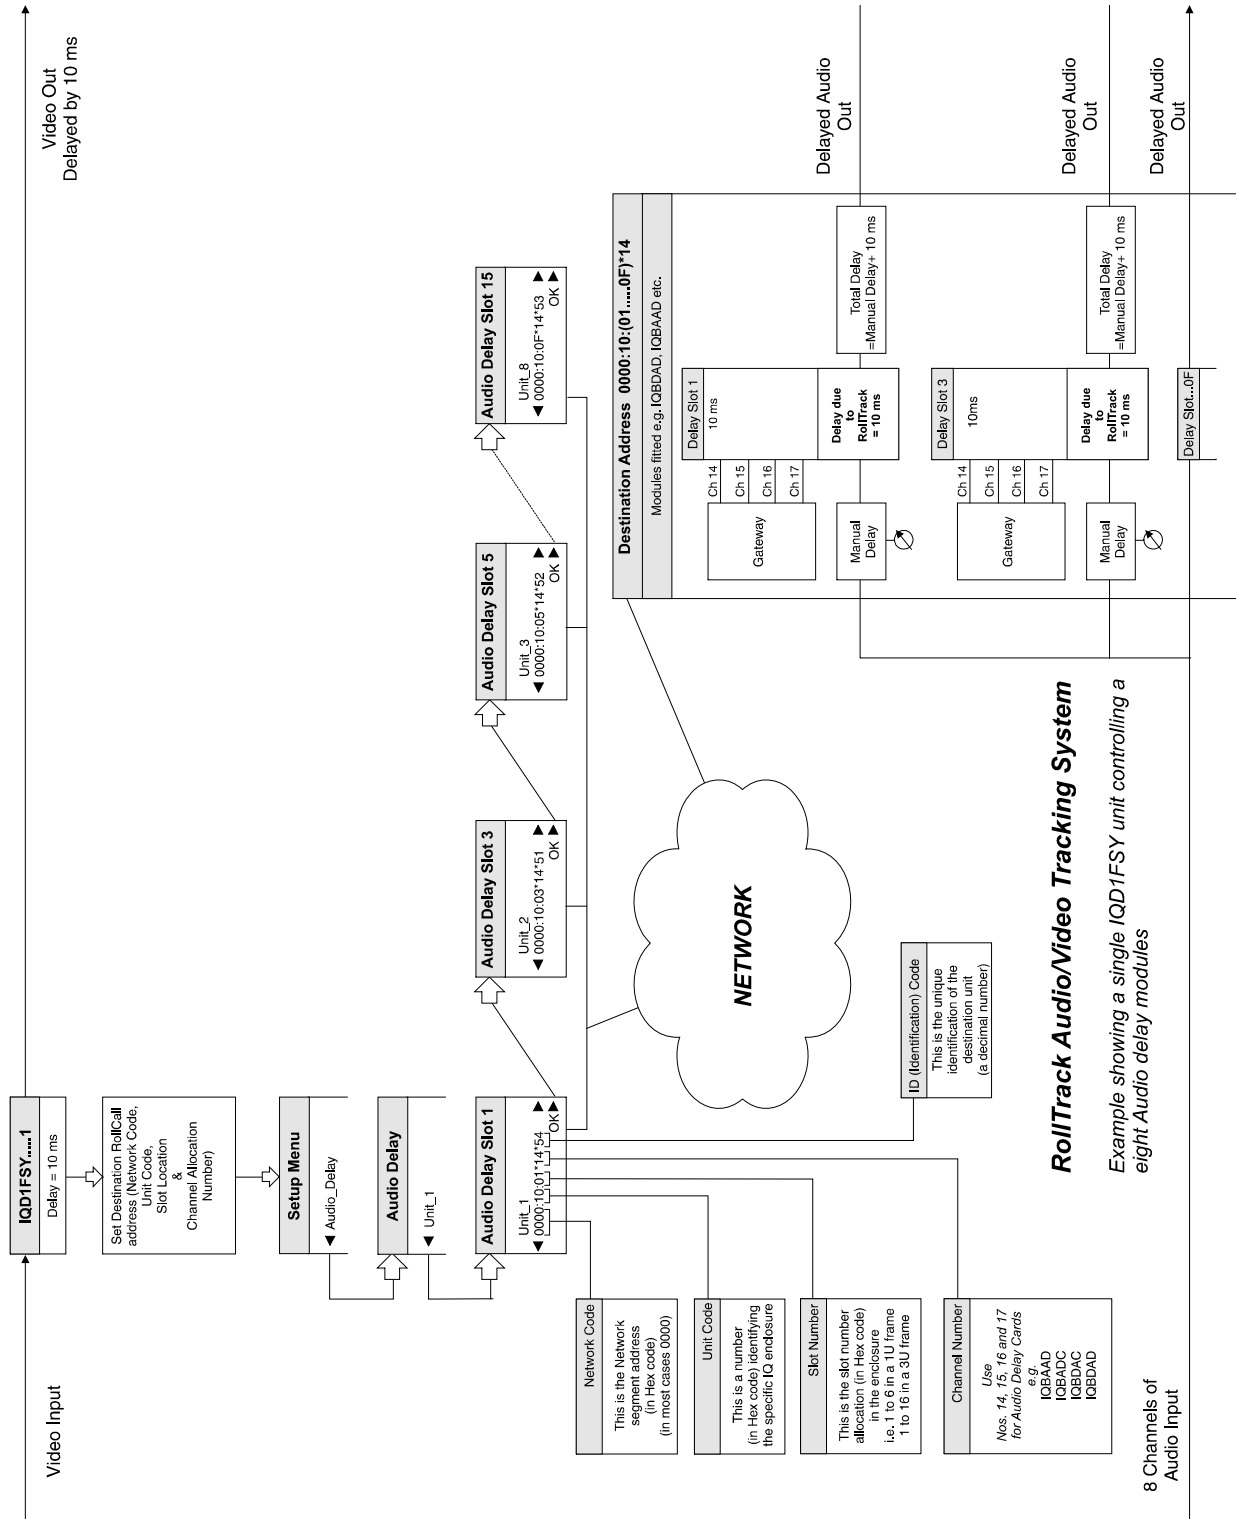 Video Input
IQD1FSY.....1
Delay = 10 ms
Video Out
Delayed by 10 ms
Set Destination RollCall
address (Network Code,
Unit Code,
Slot Location
&
Channel Allocation
Number)
Setup Menu
◀ Audio_Delay
Audio Delay
◀ Unit_1
Audio Delay Slot 1
Unit_1
◀ 0000:10:01*14*54 ▶
OK ▶
Audio Delay Slot 3
Unit_2
◀ 0000:10:03*14*51 ▶
OK ▶
Audio Delay Slot 5
Unit_3
◀ 0000:10:05*14*52 ▶
OK ▶
Audio Delay Slot 15
Unit_8
◀ 0000:10:0F*14*53 ▶
OK ▶
Network Code
This is the Network
segment address
(in Hex code)
(in most cases 0000)
Unit Code
This is a number
(in Hex code) identifying
the specific IQ enclosure
Slot Number
This is the slot number
allocation (in Hex code)
in the enclosure
i.e. 1 to 6 in a 1U frame
1 to 16 in a 3U frame
Channel Number
Use
Nos. 14, 15, 16 and 17
for Audio Delay Cards
e.g.
IQBAAD
IQBADC
IQBDAC
IQBDAD
ID (Identification) Code
This is the unique
identification of the
destination unit
(a decimal number)
NETWORK
Destination Address 0000:10:(01.....0F)*14
Modules fitted e.g. IQBDAD, IQBAAD etc.
Delay Slot 1
10 ms
Ch 14
Ch 15
Ch 16
Ch 17
Gateway
Manual
Delay
Delay due
to
RollTrack
= 10 ms
Total Delay
=Manual Delay+ 10 ms
Delayed Audio
Out
Delay Slot 3
10ms
Ch 14
Ch 15
Ch 16
Ch 17
Gateway
Manual
Delay
Delay due
to
RollTrack
= 10 ms
Total Delay
=Manual Delay+ 10 ms
Delayed Audio
Out
Delay Slot...0F
Delayed Audio
Out
RollTrack Audio/Video Tracking System
Example showing a single IQD1FSY unit controlling a
eight Audio delay modules
8 Channels of
Audio Input